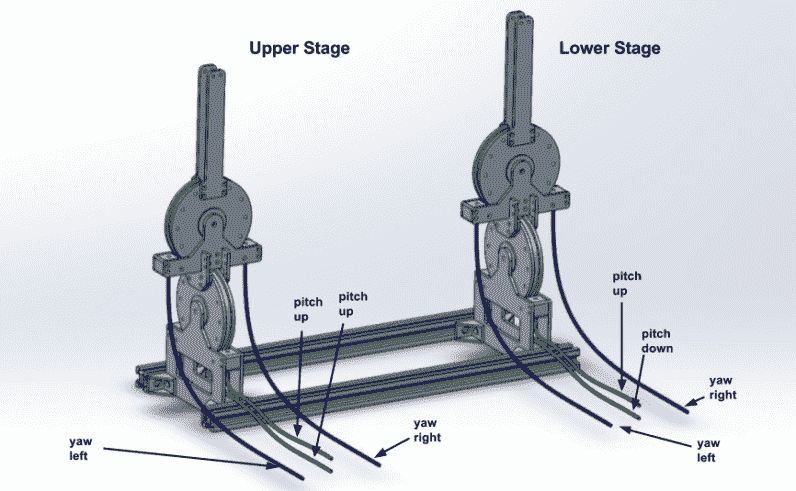 Upper Stage
Lower Stage
pitch
up
pitch
up
pitch
up
pitch
down
yaw
left
yaw
right
yaw
right
yaw
left